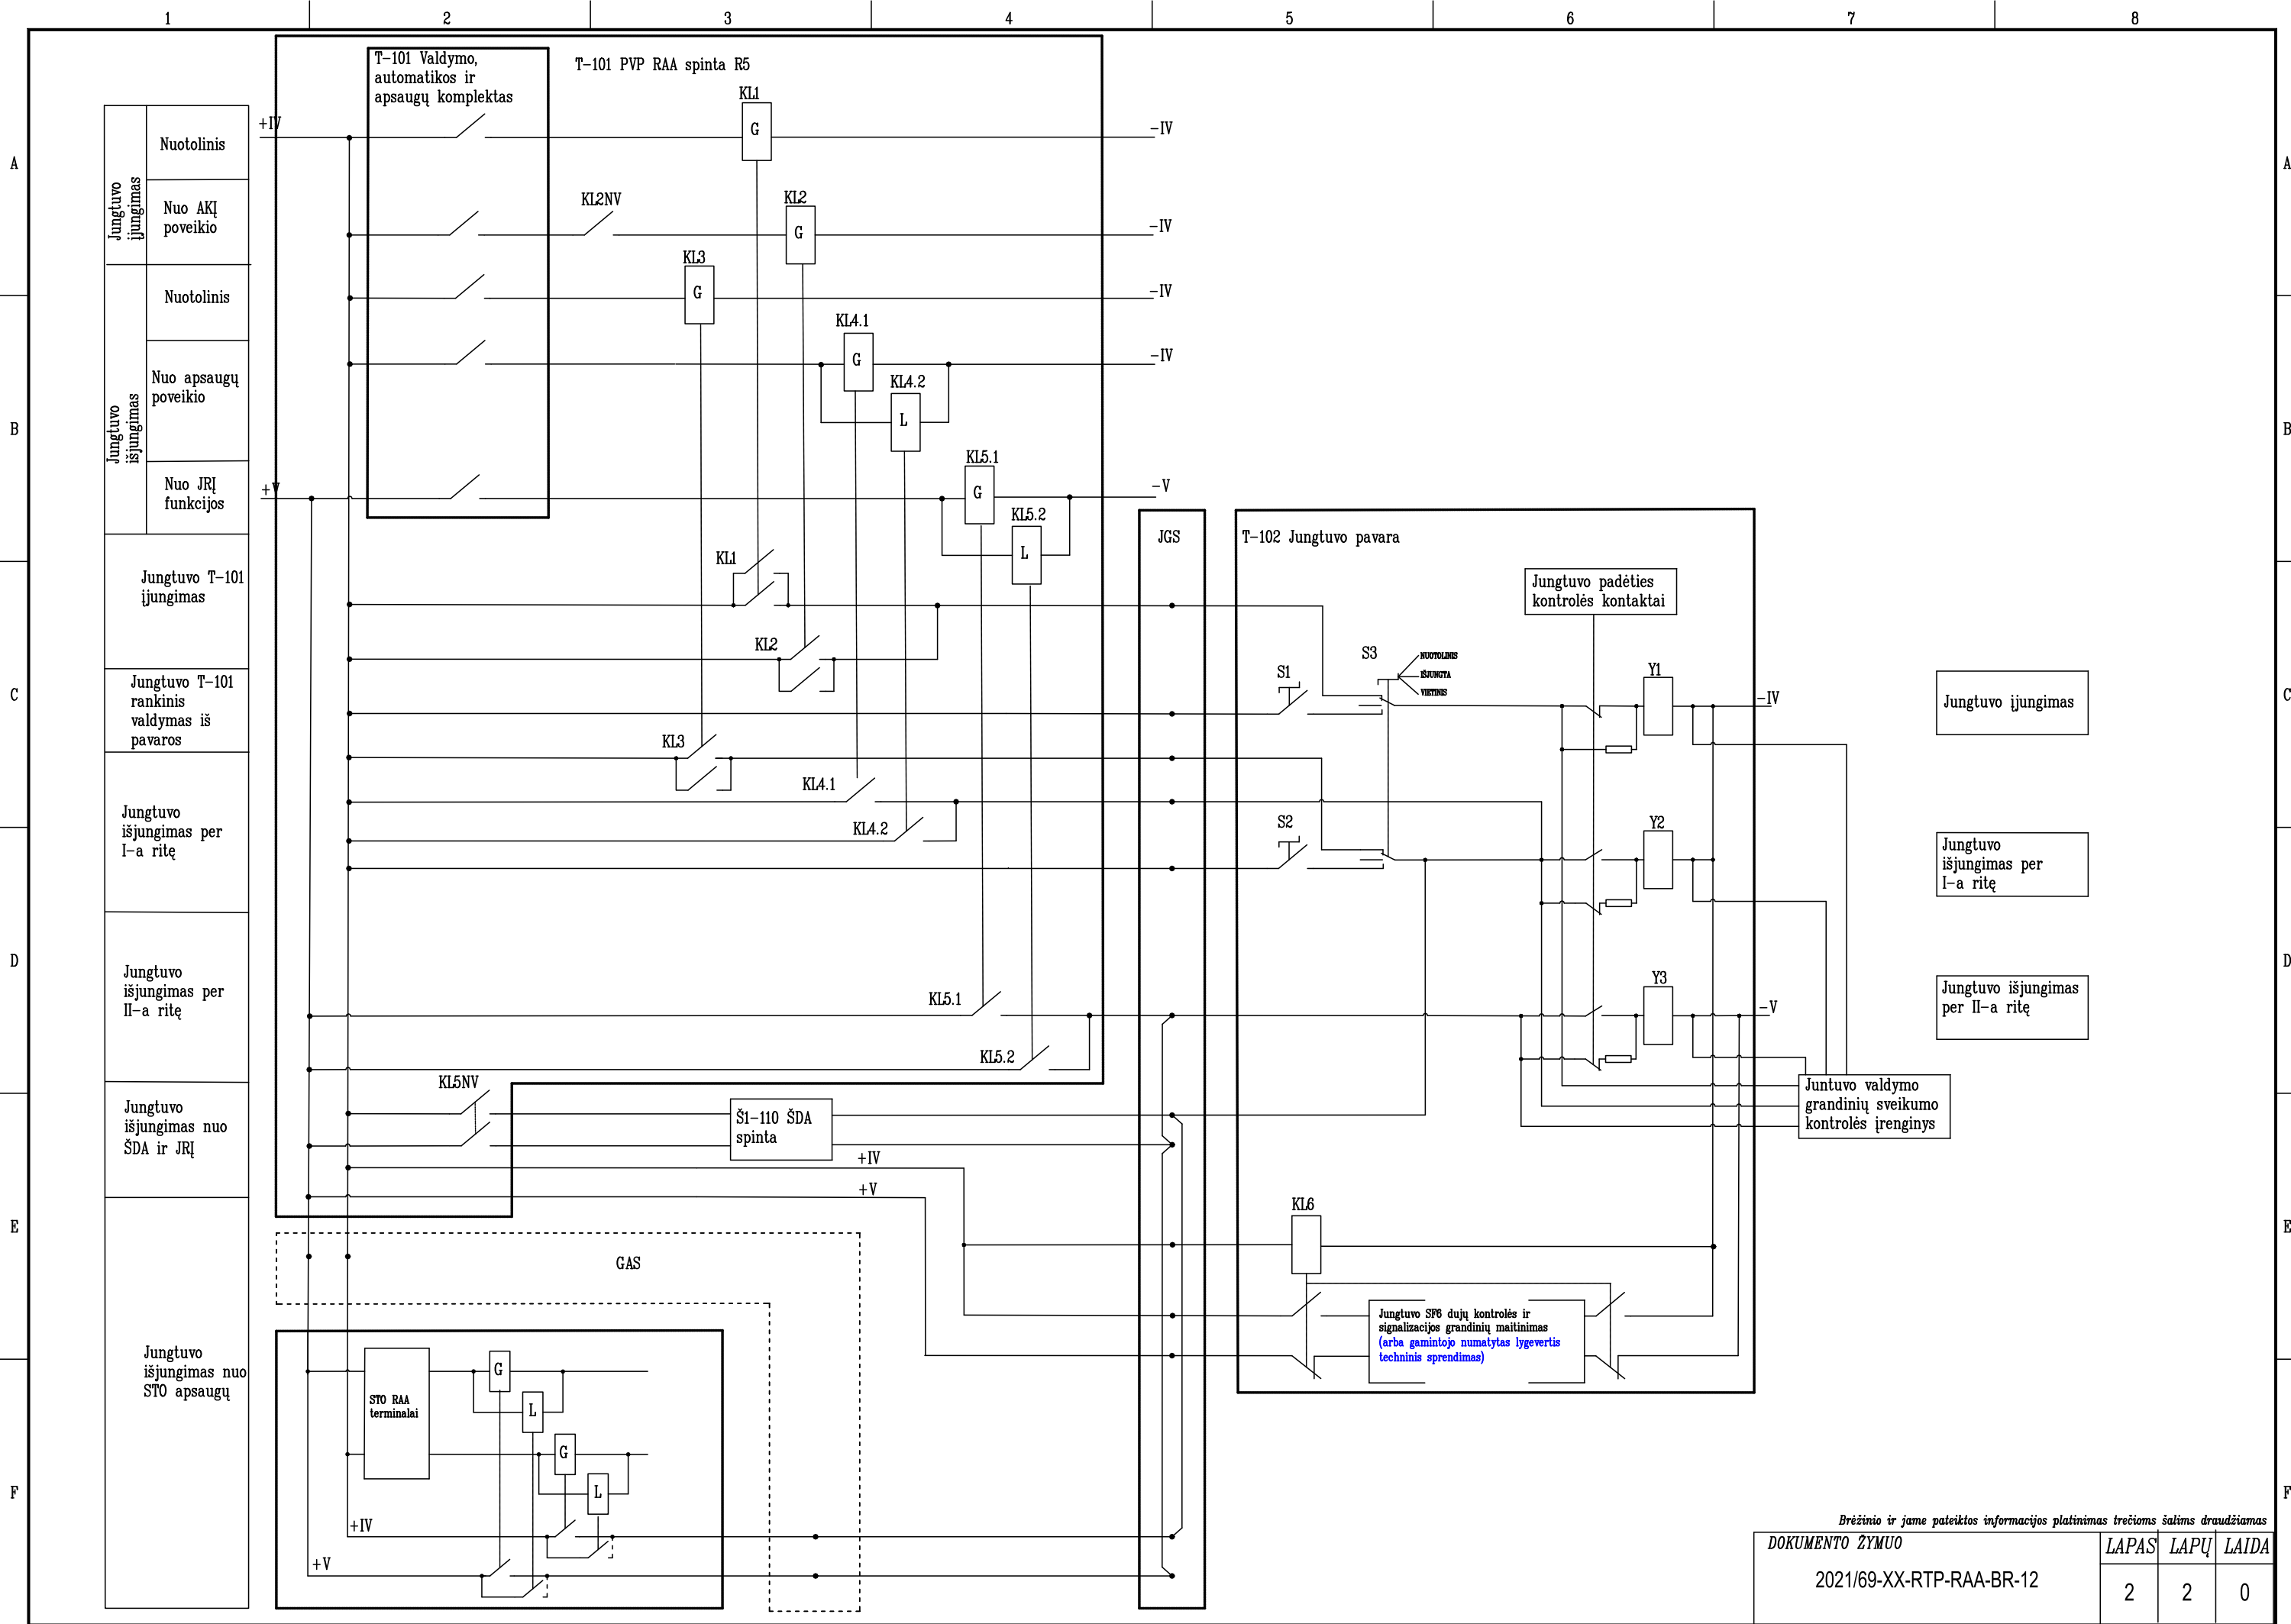 1
2
3
4
5
6
7
8
A
B
C
D
E
F
A
B
C
D
E
F
T-101 Valdymo,
automatikos ir
apsaugų komplektas
T-101 PVP RAA spinta R5
Jungtuvo
įjungimas
Nuotolinis
Nuo AKĮ
poveikio
Jungtuvo
išjungimas
Nuotolinis
Nuo apsaugų
poveikio
Nuo JRĮ
funkcijos
Jungtuvo T-101
įjungimas
Jungtuvo T-101
rankinis
valdymas iš
pavaros
Jungtuvo
išjungimas per
I-a ritę
Jungtuvo
išjungimas per
II-a ritę
Jungtuvo
išjungimas nuo
ŠDA ir JRĮ
Jungtuvo
išjungimas nuo
STO apsaugų
+IV
KL1
G
-IV
KL2NV
KL2
G
-IV
KL3
G
-IV
KL4.1
G
-IV
KL4.2
L
+V
KL5.1
G
-V
KL5.2
L
KL1
KL2
KL3
KL4.1
KL4.2
KL5.1
KL5.2
KL5NV
Š1-110 ŠDA
spinta
+IV
+V
GAS
STO RAA
terminalai
G
L
G
L
+IV
+V
JGS
T-102 Jungtuvo pavara
Jungtuvo padėties
kontrolės kontaktai
S1
S3
NUOTOLINIS
IŠJUNGTA
VIETINIS
Y1
-IV
S2
Y2
Y3
-V
KL6
Jungtuvo SF6 dujų kontrolės ir
signalizacijos grandinių maitinimas
(arba gamintojo numatytas lygevertis
techninis sprendimas)
Jungtuvo įjungimas
Jungtuvo
išjungimas per
I-a ritę
Jungtuvo išjungimas
per II-a ritę
Juntuvo valdymo
grandinių sveikumo
kontrolės įrenginys
Brėžinio ir jame pateiktos informacijos platinimas trečioms šalims draudžiamas
DOKUMENTO ŽYMUO
LAPAS
LAPŲ
LAIDA
2021/69-XX-RTP-RAA-BR-12
2
2
0